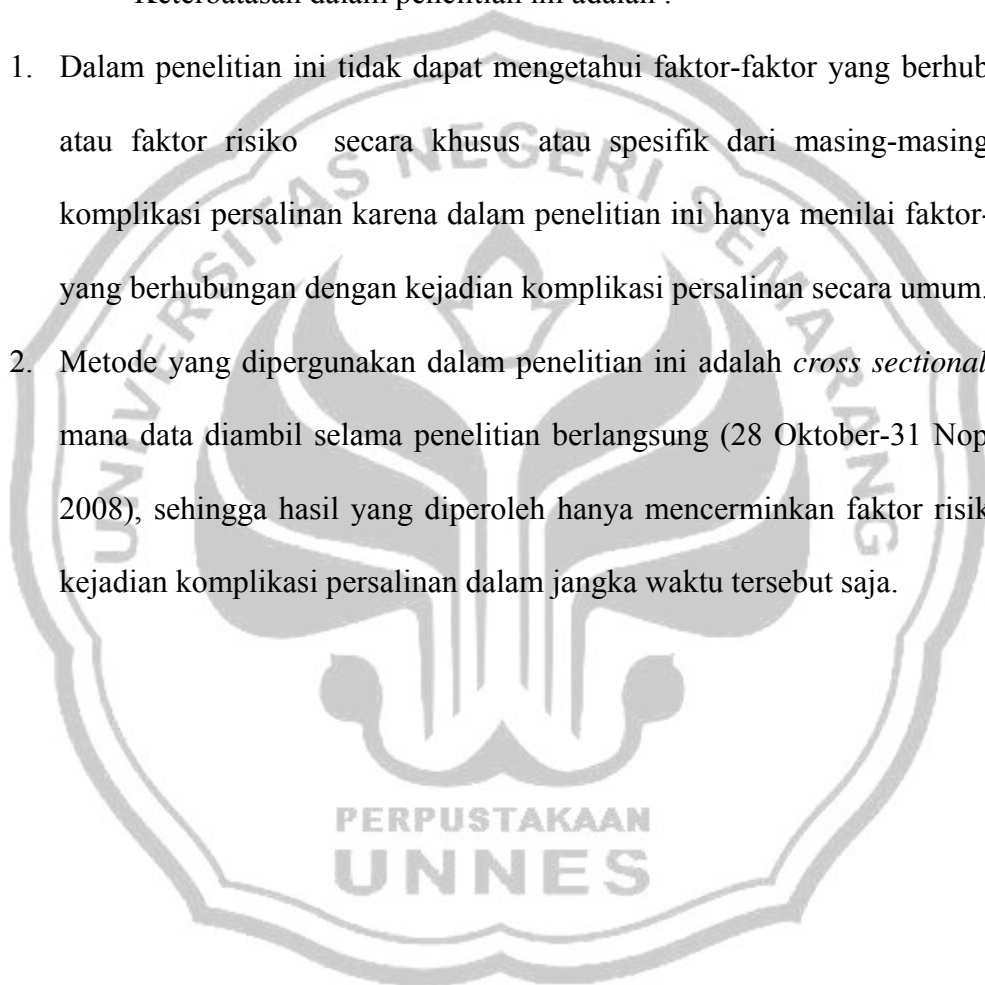 Keterbatasan dalam penelitian ini adalah :
1. Dalam penelitian ini tidak dapat mengetahui faktor-faktor yang berhub
atau faktor risiko secara khusus atau spesifik dari masing-masing
komplikasi persalinan karena dalam penelitian ini hanya menilai faktor-
yang berhubungan dengan kejadian komplikasi persalinan secara umum.
2. Metode yang dipergunakan dalam penelitian ini adalah cross sectional
mana data diambil selama penelitian berlangsung (28 Oktober-31 Nop
2008), sehingga hasil yang diperoleh hanya mencerminkan faktor risik
kejadian komplikasi persalinan dalam jangka waktu tersebut saja.
UNIVERSITAS NEGERI SEMARANG
PERPUSTAKAAN
UNNES